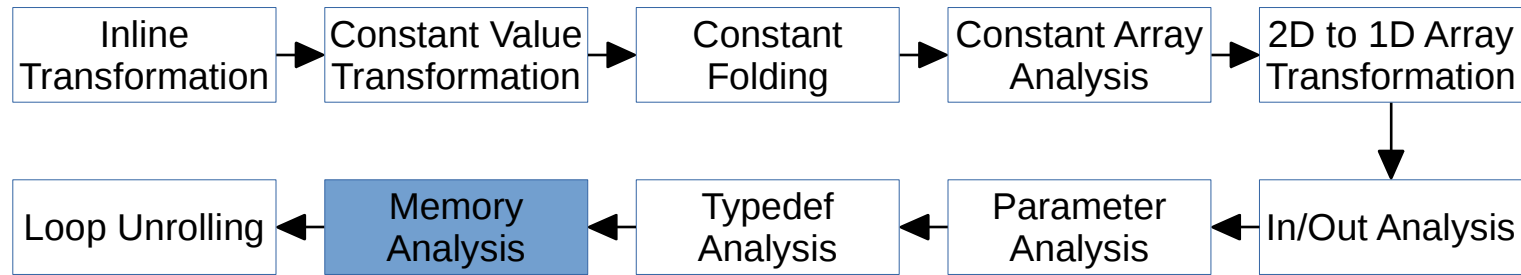 Inline
Transformation
Constant Value
Transformation
Constant
Folding
Constant Array
Analysis
2D to 1D Array
Transformation
Loop Unrolling
Memory
Analysis
Typedef
Analysis
Parameter
Analysis
In/Out Analysis